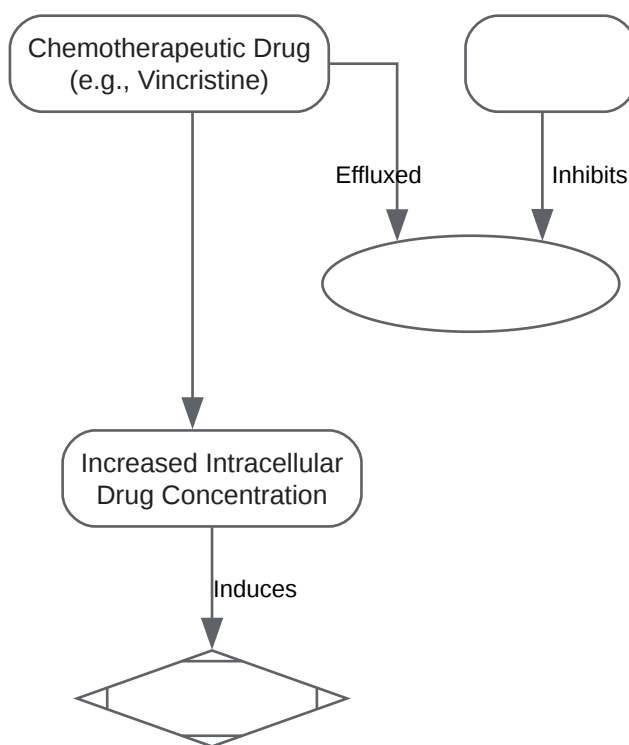 Chemotherapeutic Drug
(e.g., Vincristine)
Effluxed
Inhibits
Increased Intracellular
Drug Concentration
Induces